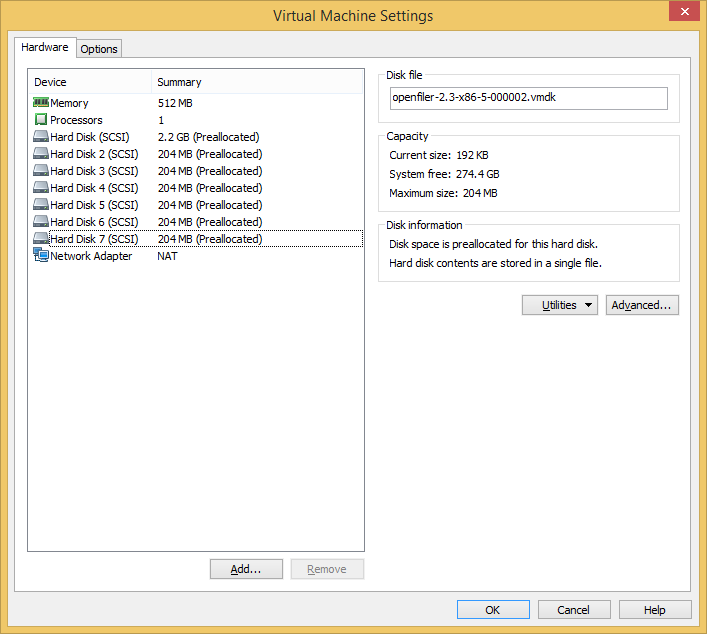 Virtual Machine Settings
Hardware Options
Device Summary
Memory 512 MB
Processors 1
Hard Disk (SCSI) 2.2 GB (Preallocated)
Hard Disk 2 (SCSI) 204 MB (Preallocated)
Hard Disk 3 (SCSI) 204 MB (Preallocated)
Hard Disk 4 (SCSI) 204 MB (Preallocated)
Hard Disk 5 (SCSI) 204 MB (Preallocated)
Hard Disk 6 (SCSI) 204 MB (Preallocated)
Hard Disk 7 (SCSI) 204 MB (Preallocated)
Network Adapter NAT
Add... Remove
Disk file
openfiler-2.3-x86-5-000002.vmdk
Capacity
Current size: 192 KB
System free: 274.4 GB
Maximum size: 204 MB
Disk information
Disk space is preallocated for this hard disk.
Hard disk contents are stored in a single file.
Utilities Advanced...
OK Cancel Help